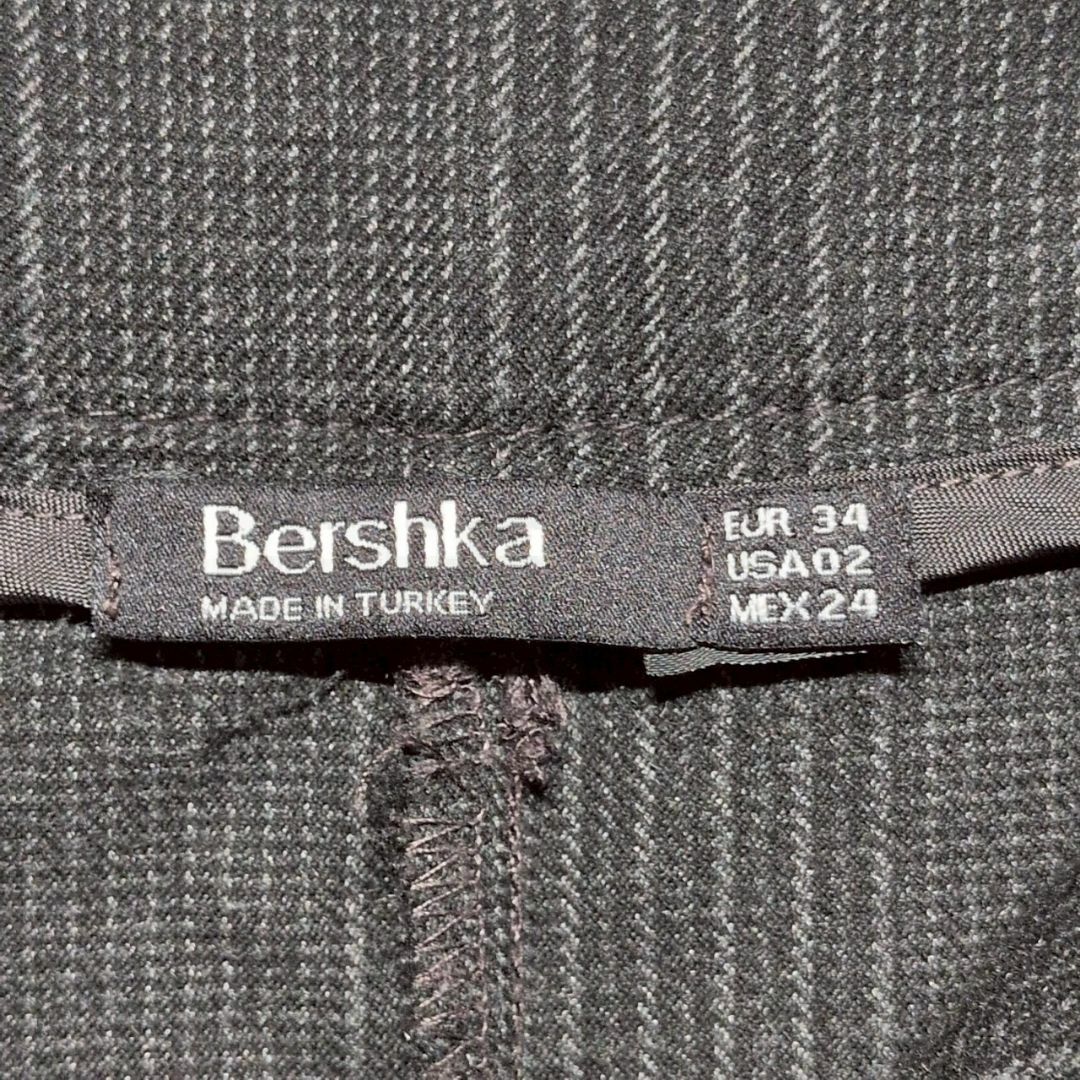 Bershka
MADE IN TURKEY
EUR 34
USA 02
MEX 24